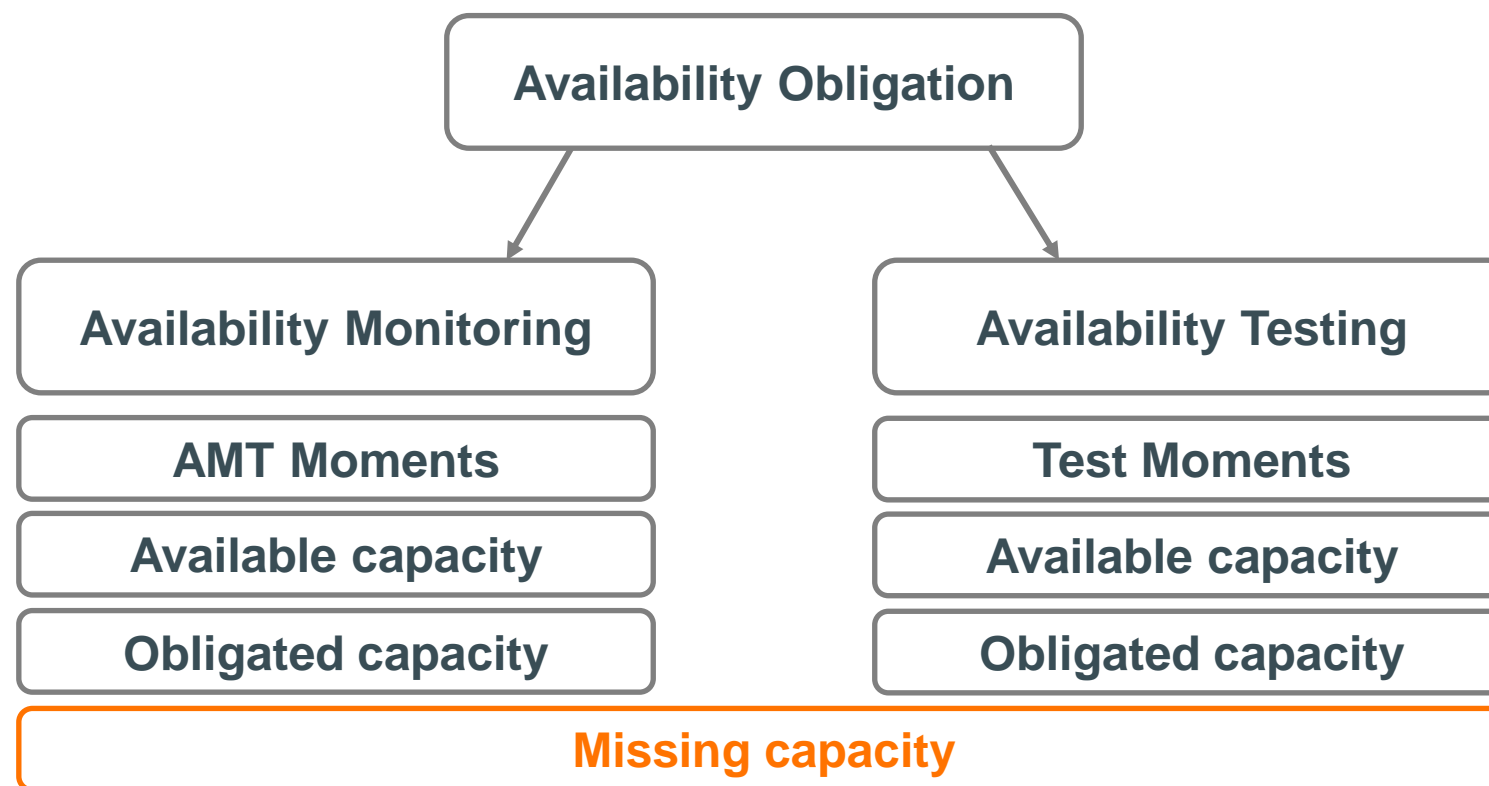 Availability Obligation
Availability Monitoring
Availability Testing
AMT Moments
Test Moments
Available capacity
Available capacity
Obligated capacity
Obligated capacity
Missing capacity